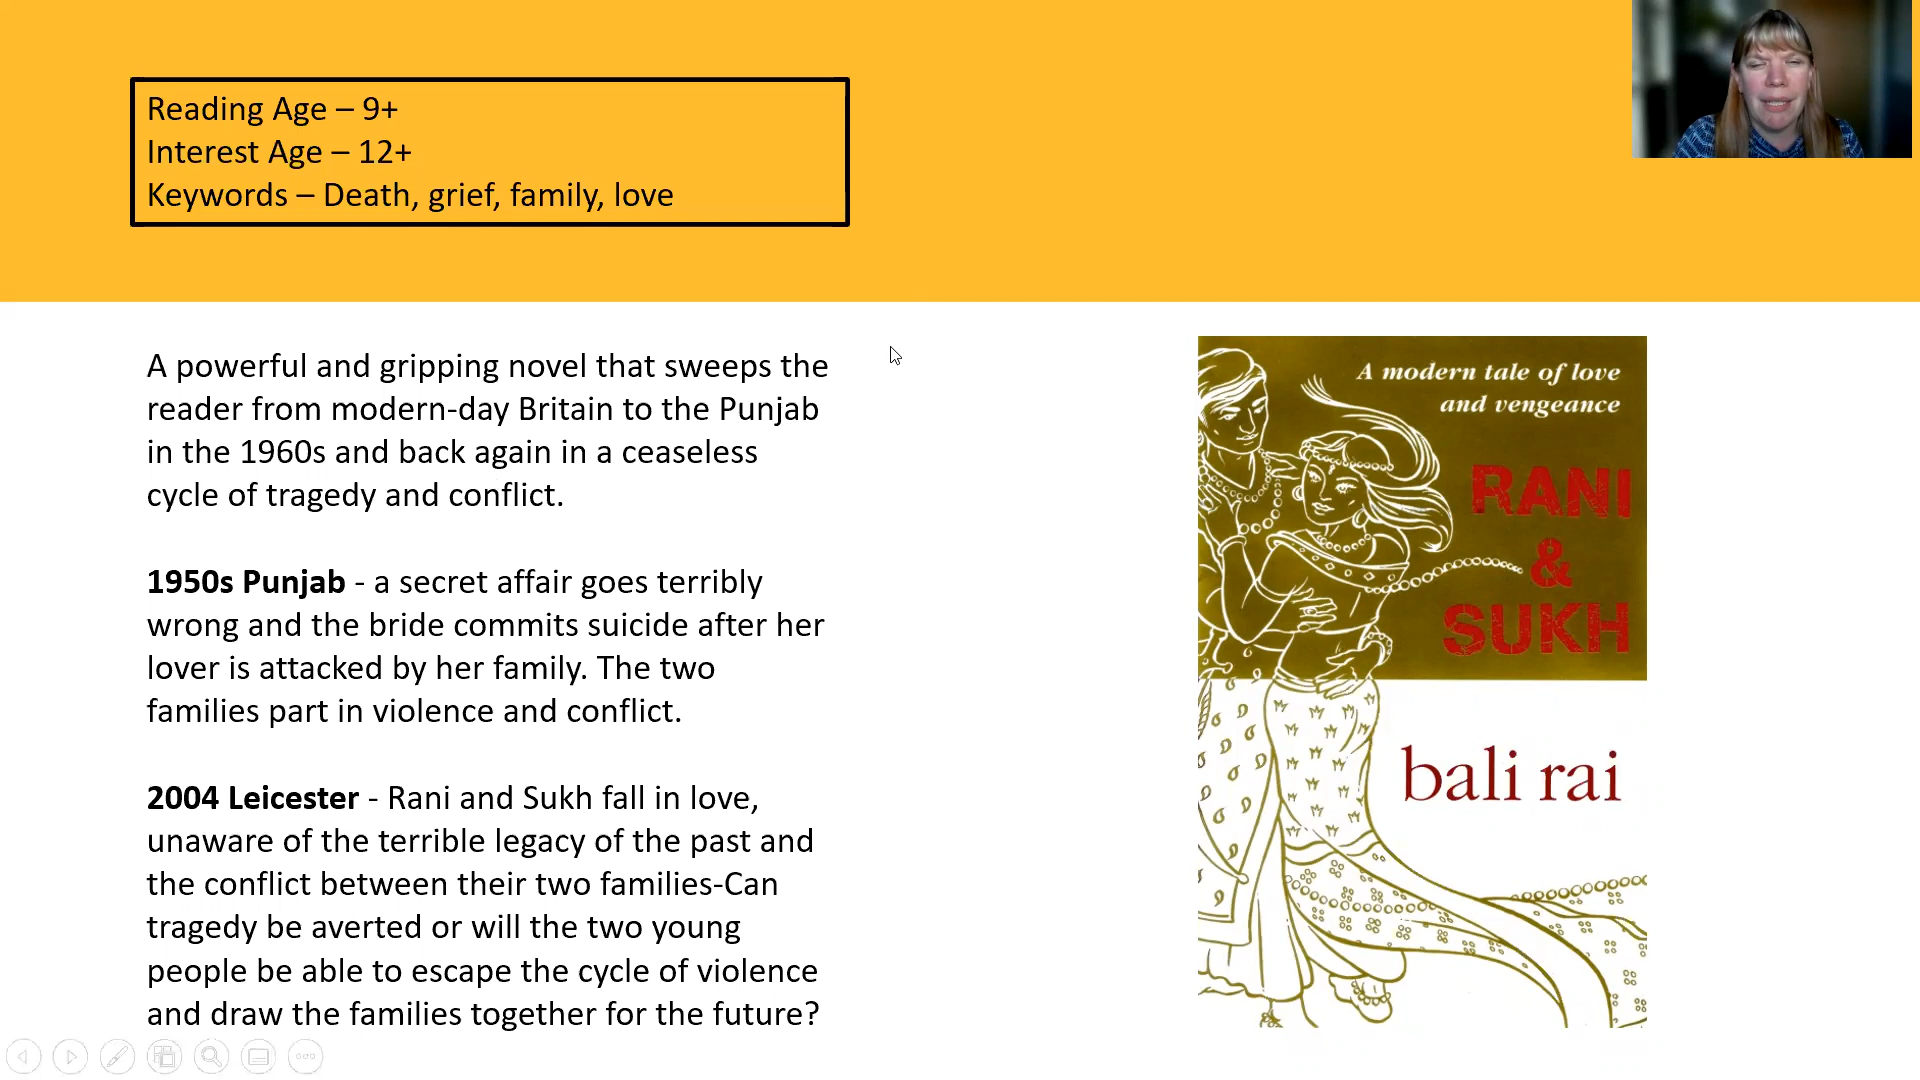 Reading Age – 9+
Interest Age – 12+
Keywords – Death, grief, family, love
A powerful and gripping novel that sweeps the
reader from modern-day Britain to the Punjab
in the 1960s and back again in a ceaseless
cycle of tragedy and conflict.
1950s Punjab - a secret affair goes terribly
wrong and the bride commits suicide after her
lover is attacked by her family. The two
families part in violence and conflict.
2004 Leicester - Rani and Sukh fall in love,
unaware of the terrible legacy of the past and
the conflict between their two families-Can
tragedy be averted or will the two young
people be able to escape the cycle of violence
and draw the families together for the future?
A modern tale of love
and vengeance
RANI
&
SUKH
bali rai